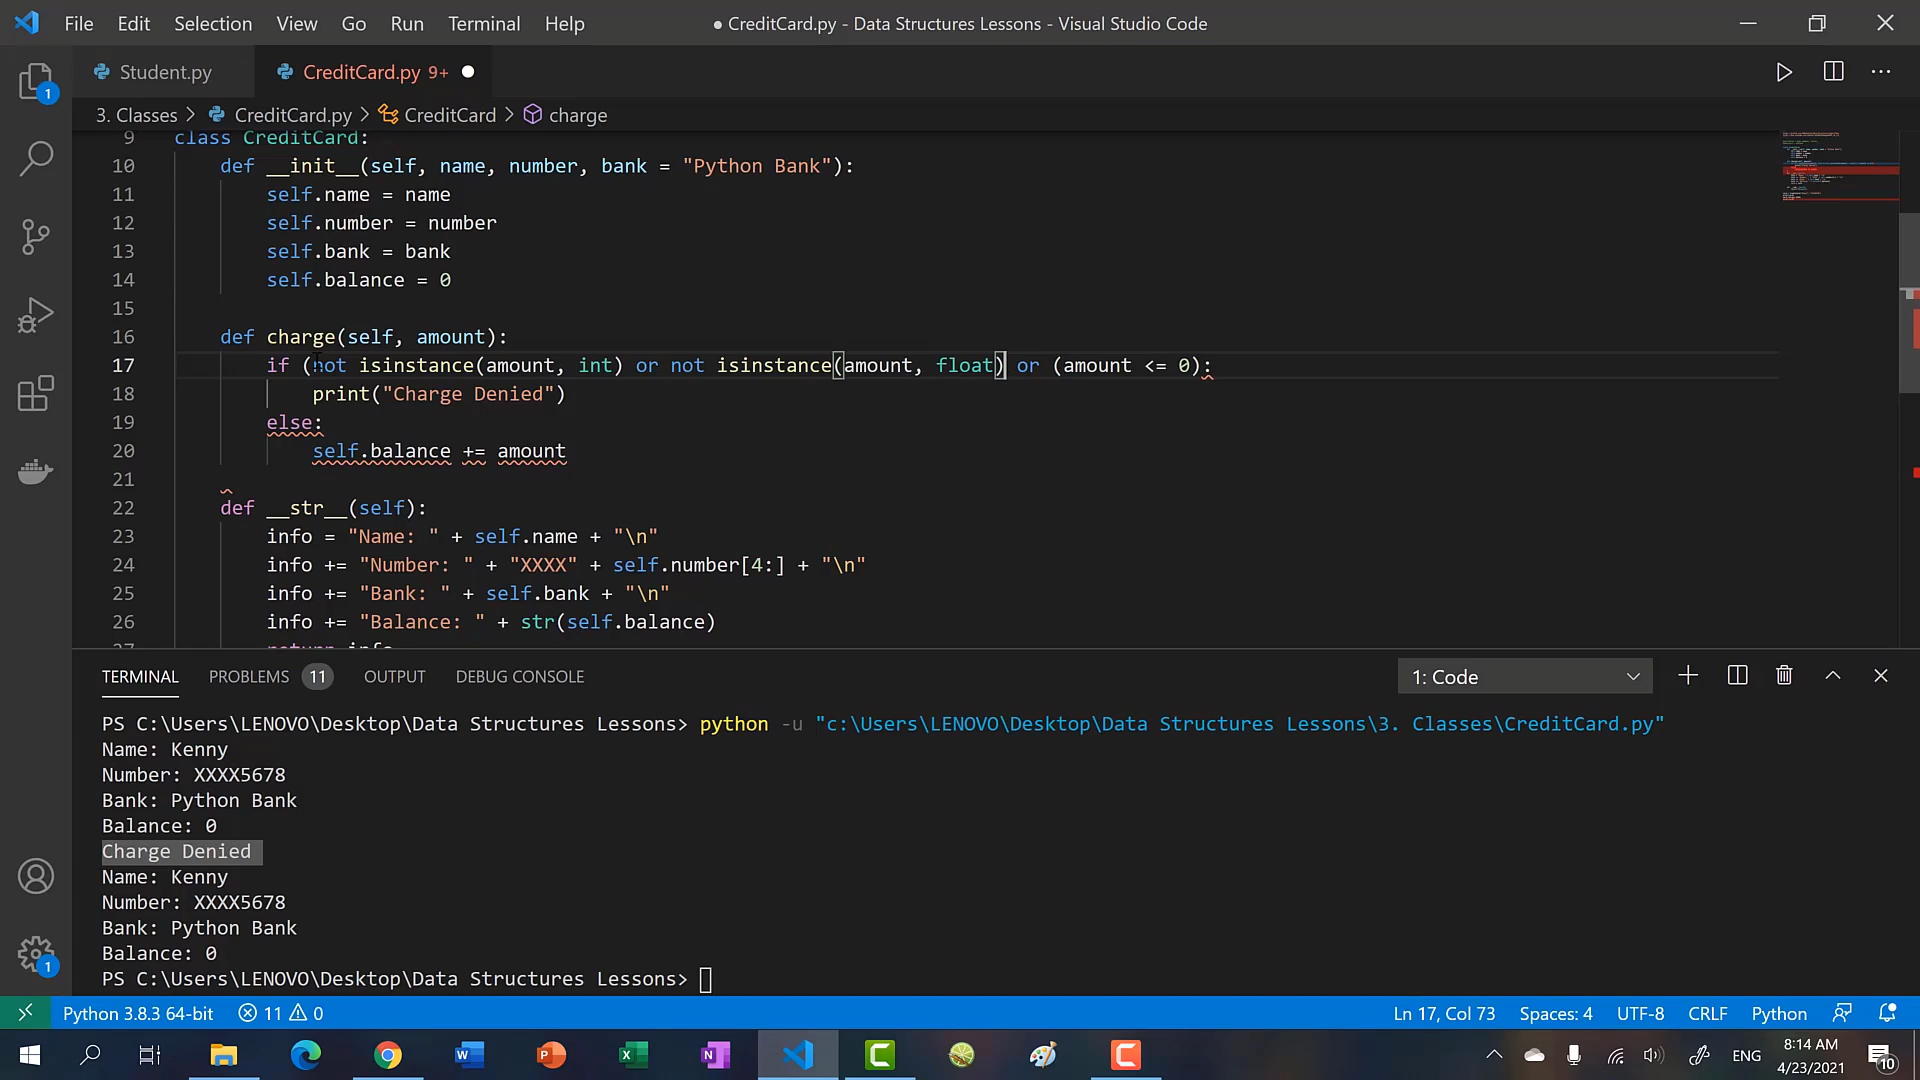 File Edit Selection View Go Run Terminal Help ● CreditCard.py - Data Structures Lessons - Visual Studio Code
Student.py CreditCard.py 9+
3. Classes > CreditCard.py > CreditCard > charge
9 class CreditCard:
10 def __init__(self, name, number, bank = "Python Bank"):
11 self.name = name
12 self.number = number
13 self.bank = bank
14 self.balance = 0
15
16 def charge(self, amount):
17 if (not isinstance(amount, int) or not isinstance(amount, float) or (amount <= 0):
18 print("Charge Denied")
19 else:
20 self.balance += amount
21
22 def __str__(self):
23 info = "Name: " + self.name + "\n"
24 info += "Number: " + "XXXX" + self.number[4:] + "\n"
25 info += "Bank: " + self.bank + "\n"
26 info += "Balance: " + str(self.balance)
27 return info
TERMINAL PROBLEMS 11 OUTPUT DEBUG CONSOLE 1: Code
PS C:\Users\LENOVO\Desktop\Data Structures Lessons> python -u "c:\Users\LENOVO\Desktop\Data Structures Lessons\3. Classes\CreditCard.py"
Name: Kenny
Number: XXXX5678
Bank: Python Bank
Balance: 0
Charge Denied
Name: Kenny
Number: XXXX5678
Bank: Python Bank
Balance: 0
PS C:\Users\LENOVO\Desktop\Data Structures Lessons>
1
1
Python 3.8.3 64-bit 11 0 Ln 17, Col 73 Spaces: 4 UTF-8 CRLF Python
ENG
8:14 AM
4/23/2021
10